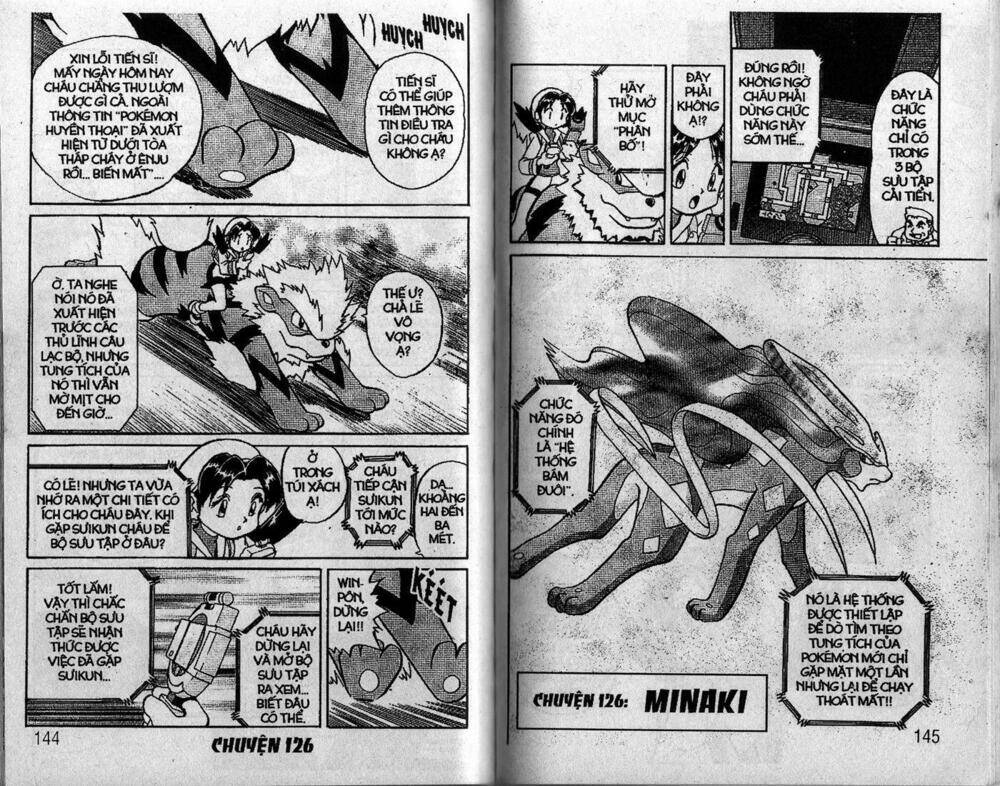 HUỴCH
HUỴCH
XIN LỖI TIẾN SĨ!
MẤY NGÀY HÔM NAY
CHÁU CHẲNG THU LƯỢM
ĐƯỢC GÌ CẢ. NGOÀI
THÔNG TIN "POKÉMON
HUYỀN THOẠI" ĐÃ XUẤT
HIỆN TỪ DƯỚI TÒA
THÁP CHÁY Ở ENJU
RỒI... BIẾN MẤT"....
TIẾN SĨ
CÓ THỂ GIÚP
THÊM THÔNG
TIN ĐIỀU TRA
GÌ CHO CHÁU
KHÔNG Ạ?
Ờ. TA NGHE
NÓI NÓ ĐÃ
XUẤT HIỆN
TRƯỚC CÁC
THỦ LĨNH CÂU
LẠC BỘ, NHƯNG
TUNG TÍCH CỦA
NÓ THÌ VẪN
MỜ MỊT CHO
ĐẾN GIỜ...
THẾ Ư?
CHẢ LẼ
VÔ
VỌNG
Ạ?
CÓ LẼ! NHƯNG TA VỪA
NHỚ RA MỘT CHI TIẾT CÓ
ÍCH CHO CHÁU ĐÂY. KHI
GẶP SUIKUN CHÁU ĐỂ
BỘ SƯU TẬP Ở ĐÂU?
Ở
TRONG
TÚI XÁCH
Ạ!
CHÁU
TIẾP CẬN
SUIKUN
TỚI MỨC
NÀO?
DẠ...
KHOẢNG
HAI ĐẾN
BA
MÉT.
TỐT LẮM!
VẬY THÌ CHẮC
CHẮN BỘ SƯU
TẬP SẼ NHẬN
THỨC ĐƯỢC
VIỆC ĐÃ GẶP
SUIKUN...
CHÁU HÃY
DỪNG LẠI
VÀ MỞ BỘ
SƯU TẬP
RA XEM...
BIẾT ĐÂU
CÓ THỂ.
WIN-
PÔN,
DỪNG
LẠI!!
KÉÉT
144
CHUYỆN 126
HÃY
THỬ MỞ
MỤC
"PHÂN
BỐ"!
ĐÂY
PHẢI
KHÔNG
Ạ!?
ĐÚNG RỒI!
KHÔNG NGỜ
CHÁU PHẢI
DÙNG CHỨC
NĂNG NÀY
SỚM THẾ...
ĐÂY LÀ
CHỨC
NĂNG
CHỈ CÓ
TRONG
3 BỘ
SƯU TẬP
CẢI TIẾN.
CHỨC
NĂNG ĐÓ
CHÍNH
LÀ "HỆ
THỐNG
BÁM
ĐUÔI".
NÓ LÀ HỆ THỐNG
ĐƯỢC THIẾT LẬP
ĐỂ DÒ TÌM THEO
TUNG TÍCH CỦA
POKÉMON MỚI CHỈ
GẶP MẶT MỘT LẦN
NHƯNG LẠI ĐỂ CHẠY
THOÁT MẤT!!
CHUYỆN 126: MINAKI
145